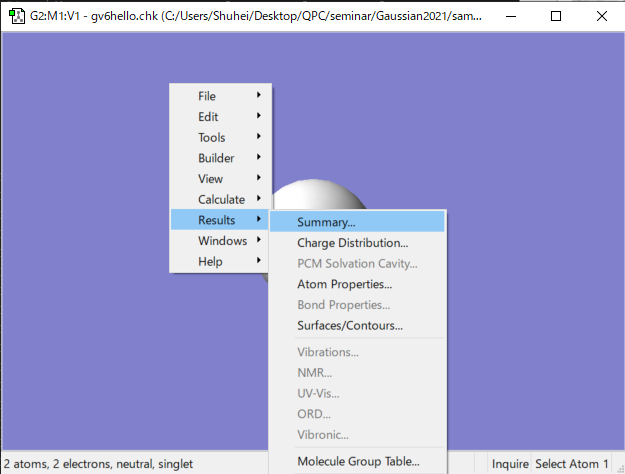 G2:M1:V1 - gv6hello.chk (C:/Users/Shuhei/Desktop/QPC/seminar/Gaussian2021/sam...
File
Edit
Tools
Builder
View
Calculate
Results
Windows
Help
Summary...
Charge Distribution...
PCM Solvation Cavity...
Atom Properties...
Bond Properties...
Surfaces/Contours...
Vibrations...
NMR...
UV-Vis...
ORD...
Vibronic...
Molecule Group Table...
2 atoms, 2 electrons, neutral, singlet
Inquire
Select Atom 1